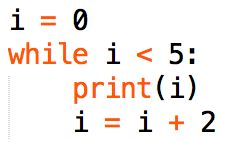 i = 0
while i < 5:
    print(i)
    i = i + 2